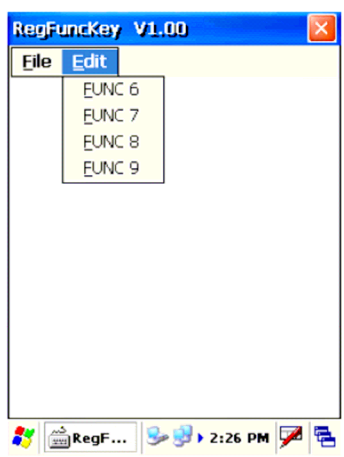 RegFuncKey V1.00
File Edit
FUNC 6
FUNC 7
FUNC 8
FUNC 9
RegF... 2:26 PM